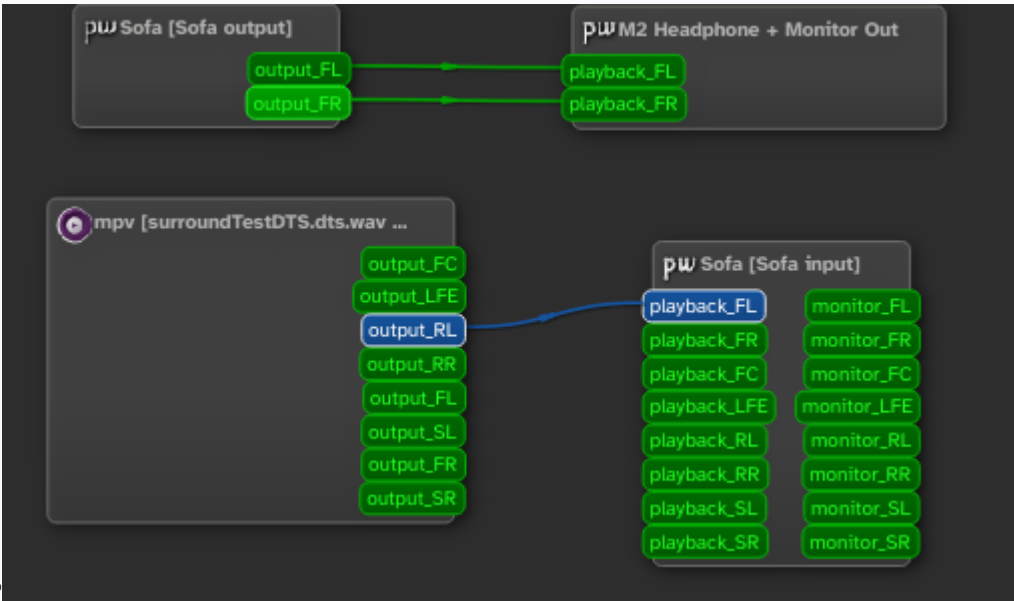 pw Sofa [Sofa output]
output_FL
output_FR
pw M2 Headphone + Monitor Out
playback_FL
playback_FR
mpv [surroundTestDTS.dts.wav ...
output_FC
output_LFE
output_RL
output_RR
output_FL
output_SL
output_FR
output_SR
pw Sofa [Sofa input]
playback_FL monitor_FL
playback_FR monitor_FR
playback_FC monitor_FC
playback_LFE monitor_LFE
playback_RL monitor_RL
playback_RR monitor_RR
playback_SL monitor_SL
playback_SR monitor_SR